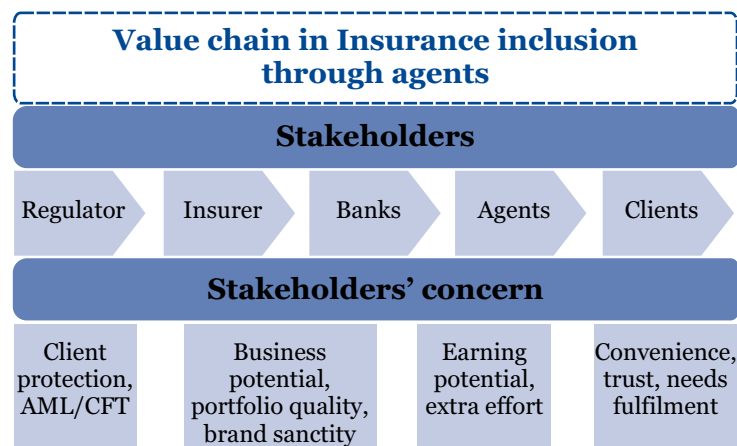 Value chain in Insurance inclusion
through agents
Stakeholders
Regulator
Insurer
Banks
Agents
Clients
Stakeholders’ concern
Client
protection,
AML/CFT
Business
potential,
portfolio quality,
brand sanctity
Earning
potential,
extra effort
Convenience,
trust, needs
fulfilment